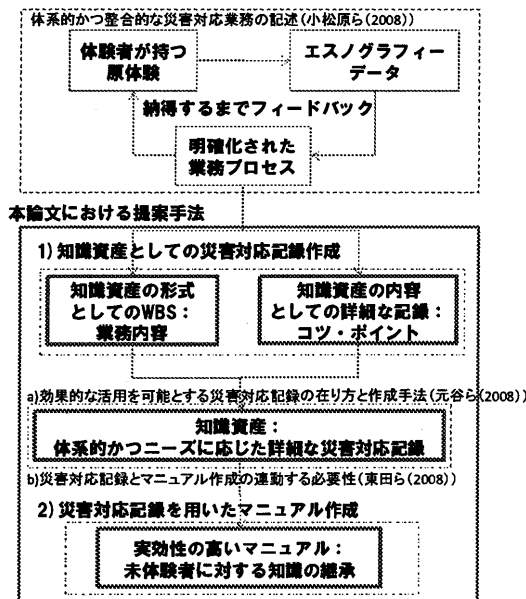 体系的かつ整合的な災害対応業務の記述(小松原ら(2008))
体験者が持つ
原体験
エスノグラフィー
データ
納得するまでフィードバック
明確化された
業務プロセス
本論文における提案手法
1) 知識資産としての災害対応記録作成
知識資産の形式
としてのWBS：
業務内容
知識資産の内容
としての詳細な記録：
コツ・ポイント
a)効果的な活用を可能とする災害対応記録の在り方と作成手法(元谷ら(2008))
知識資産：
体系的かつニーズに応じた詳細な災害対応記録
b)災害対応記録とマニュアル作成の連動する必要性(東田ら(2008))
2) 災害対応記録を用いたマニュアル作成
実効性の高いマニュアル：
未体験者に対する知識の継承